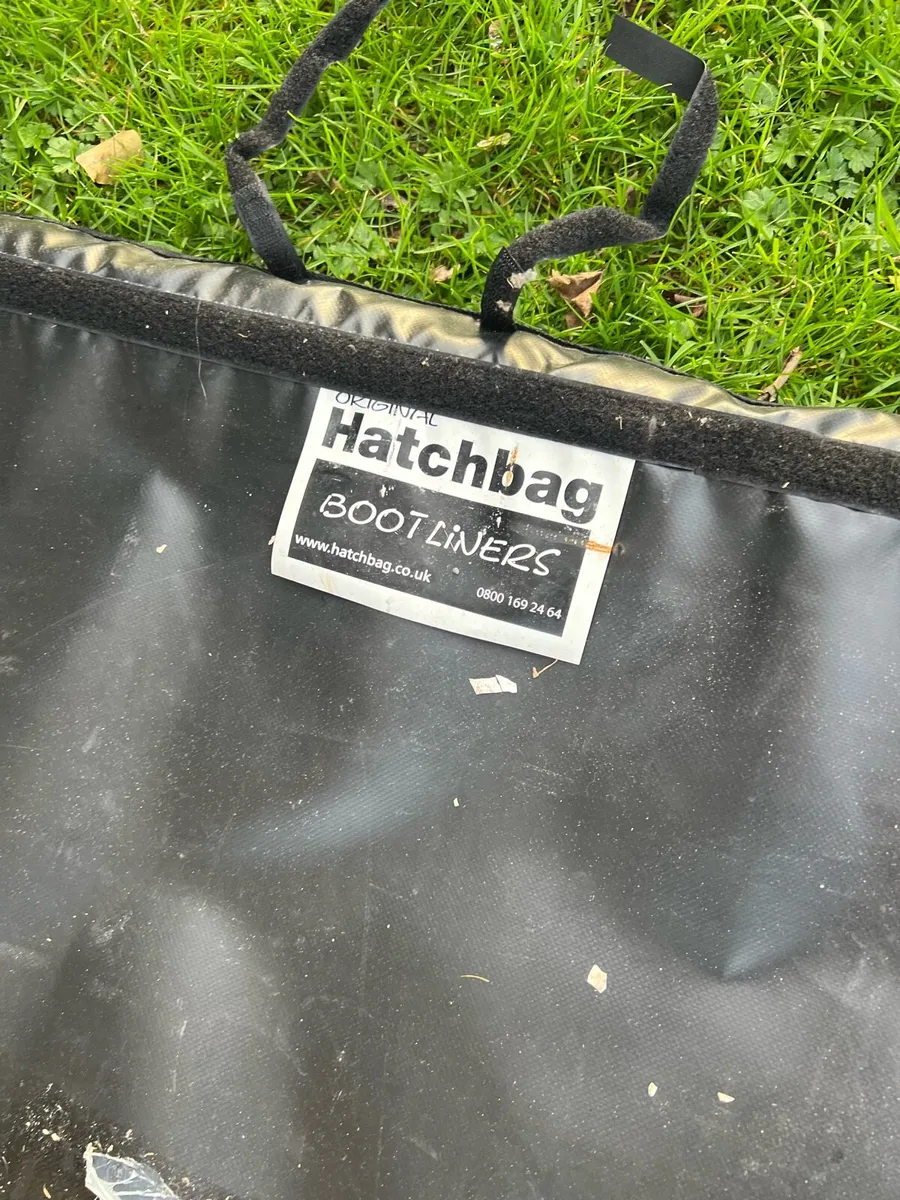 ORIGINAL
Hatchbag
BOOTLiNERS
www.hatchbag.co.uk
0800 169 24 64